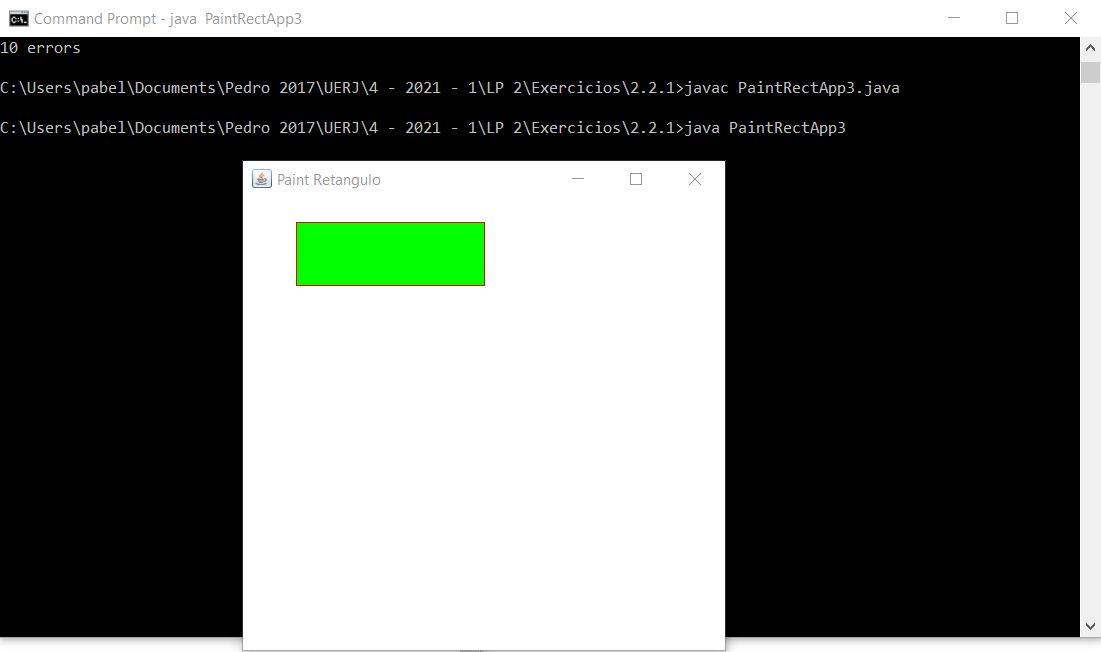 Command Prompt - java  PaintRectApp3
10 errors
C:\Users\pabel\Documents\Pedro 2017\UERJ\4 - 2021 - 1\LP 2\Exercicios\2.2.1>javac PaintRectApp3.java
C:\Users\pabel\Documents\Pedro 2017\UERJ\4 - 2021 - 1\LP 2\Exercicios\2.2.1>java PaintRectApp3
Paint Retangulo